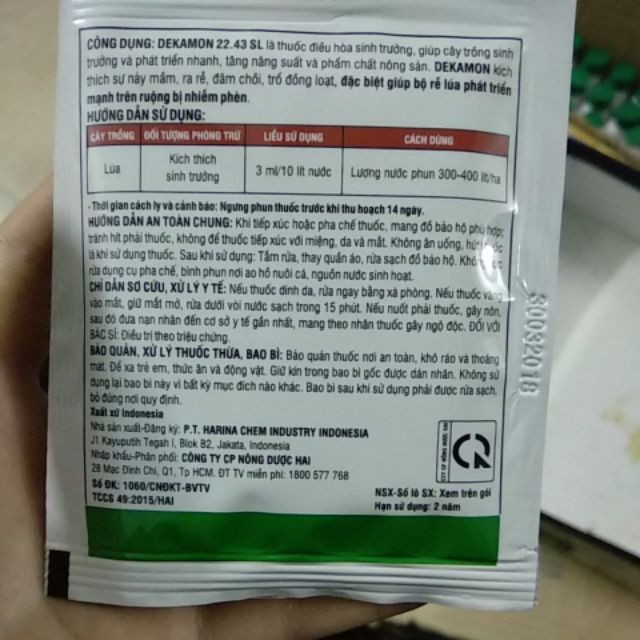 CÔNG DỤNG: DEKAMON 22.43 SL là thuốc điều hòa sinh trưởng, giúp cây trồng sinh
trưởng và phát triển nhanh, tăng năng suất và phẩm chất nông sản. DEKAMON kích
thích sự nảy mầm, ra rễ, đâm chồi, trổ đồng loạt, đặc biệt giúp bộ rễ lúa phát triển
mạnh trên ruộng bị nhiễm phèn.
HƯỚNG DẪN SỬ DỤNG:
CÂY TRỒNG ĐỐI TƯỢNG PHÒNG TRỪ LIỀU SỬ DỤNG CÁCH DÙNG
Lúa Kích thích sinh trưởng 3 ml/10 lít nước Lượng nước phun 300-400 lít/ha
- Thời gian cách ly và cảnh báo: Ngưng phun thuốc trước khi thu hoạch 14 ngày.
HƯỚNG DẪN AN TOÀN CHUNG: Khi tiếp xúc hoặc pha chế thuốc, mang đồ bảo hộ phù hợp;
tránh hít phải thuốc, không để thuốc tiếp xúc với miệng, da và mắt. Không ăn uống, hút
lá khi sử dụng thuốc. Sau khi sử dụng: Tắm rửa, thay quần áo, rửa sạch đồ bảo hộ.
rửa dụng cụ pha chế, bình phun nơi ao hồ nuôi cá, nguồn nước sinh hoạt.
CHỈ DẪN SƠ CỨU, XỬ LÝ Y TẾ: Nếu thuốc dính da, rửa ngay bằng xà phòng. Nếu thuốc văng
vào mắt, giữ mắt mở, rửa dưới vòi nước sạch trong 15 phút. Nếu nuốt phải thuốc, gây nôn,
sau đó đưa nạn nhân đến cơ sở y tế gần nhất, mang theo nhãn thuốc gây ngộ độc. ĐỐI VỚI
BÁC SĨ: Điều trị theo triệu chứng.
BẢO QUẢN, XỬ LÝ THUỐC THỪA, BAO BÌ: Bảo quản thuốc nơi an toàn, khô ráo và thoáng
mát. Để xa trẻ em, thức ăn và động vật. Giữ kín trong bao bì gốc được dán nhãn. Không sử
dụng lại bao bì này vì bất kỳ mục đích nào khác. Bao bì sau khi sử dụng phải được rửa sạch,
bỏ đúng nơi quy định.
Xuất xứ Indonesia
Nhà sản xuất-Đăng ký: P.T. HARINA CHEM INDUSTRY INDONESIA
J1 Kayuputih Tegah I, Blok B2, Jakata, Indonesia
Nhập khẩu-Phân phối: CÔNG TY CP NÔNG DƯỢC HAI
28 Mạc Đĩnh Chi, Q1, Tp HCM. ĐT TV miễn phí: 1800 577 768
Số ĐK: 1060/CNĐKT-BVTV
TCCS 49:2015/HAI
CTY CP NÔNG DƯỢC HAI
NSX-Số lô SX: Xem trên gói
Hạn sử dụng: 2 năm
30032018